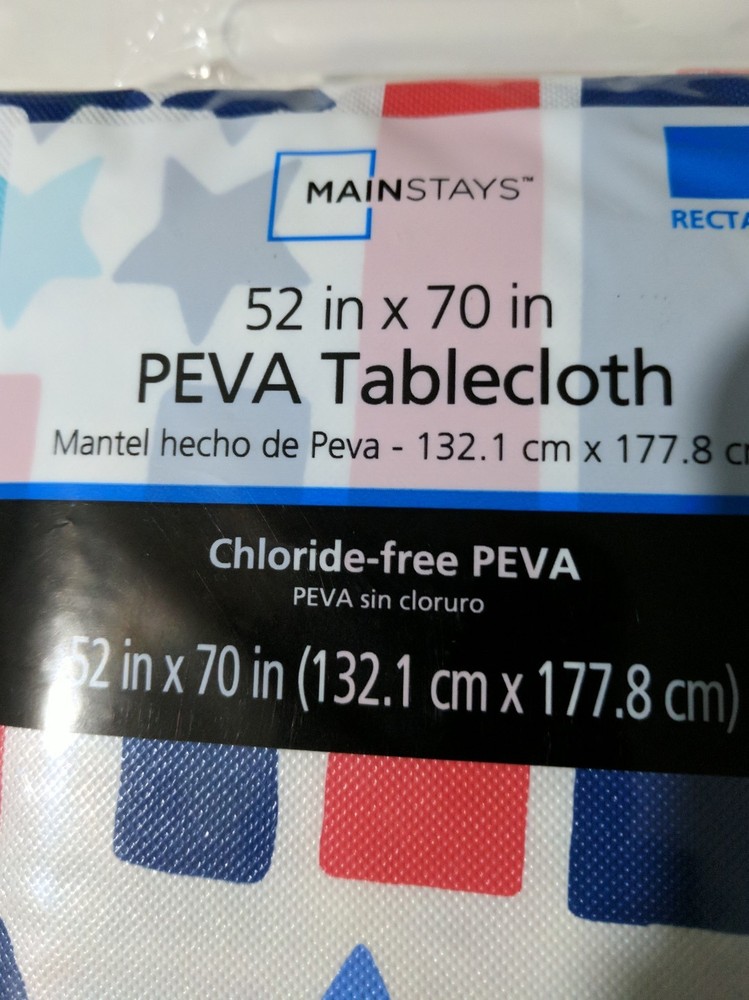 MAINSTAYS™
52 in x 70 in
PEVA Tablecloth
Mantel hecho de Peva - 132.1 cm x 177.8
Chloride-free PEVA
PEVA sin cloruro
52 in x 70 in (132.1 cm x 177.8 cm)